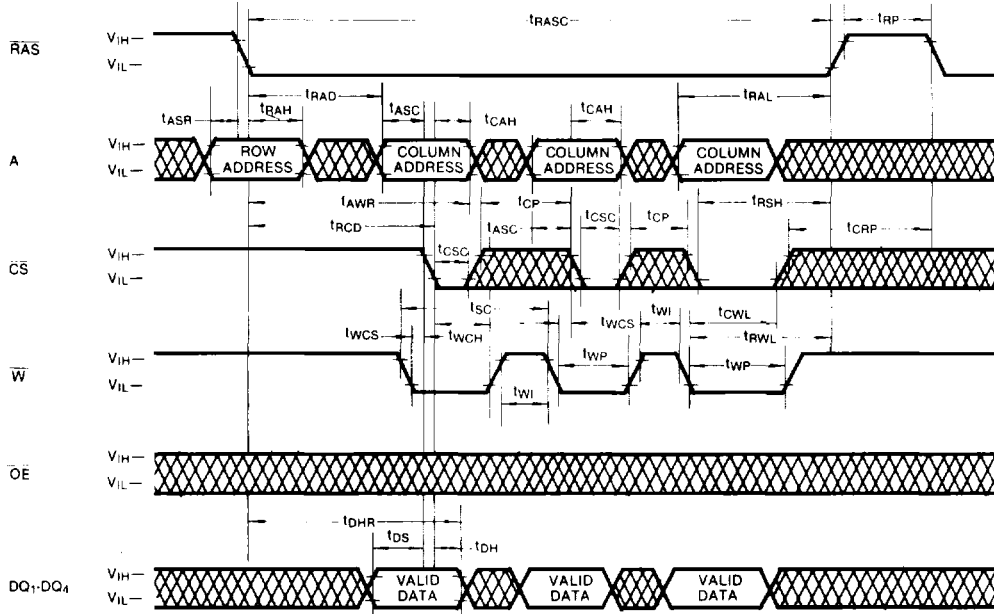 tRASC
tRP
RAS
VIH
VIL
tRAD
tASC
tRAL
tASR
tRAH
tCAH
tCAH
A
VIH
VIL
ROW ADDRESS
COLUMN ADDRESS
COLUMN ADDRESS
COLUMN ADDRESS
tAWR
tCP
tRSH
tRCD
tASC
tCSC
tCP
tCRP
CS
VIH
VIL
tCSC
tSC
tWCS
tWI
tCWL
tWCS
tWCH
tRWL
W
VIH
VIL
tWP
tWP
tWI
OE
VIH
VIL
tDHR
tDS
tDH
DQ1-DQ4
VIH
VIL
VALID DATA
VALID DATA
VALID DATA